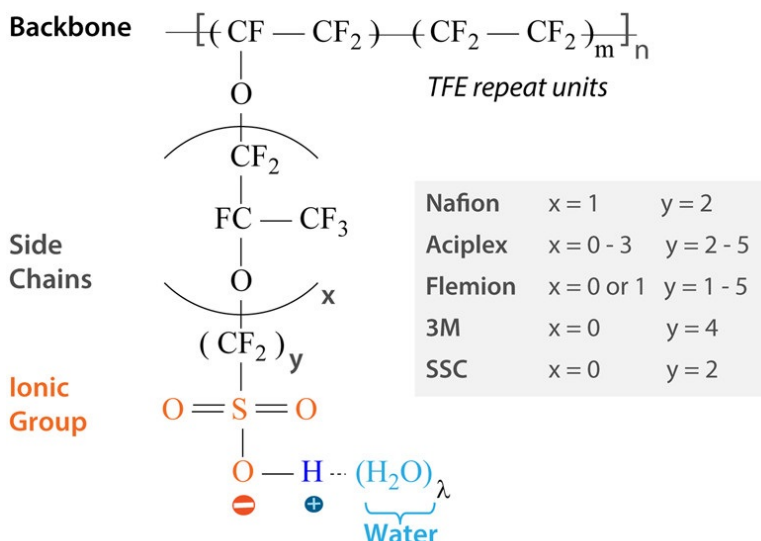 Backbone —[(CF — CF₂)—(CF₂ — CF₂)m]n
O
TFE repeat units
CF₂
FC — CF₃
Nafion x = 1 y = 2
Side Chains
Aciplex x = 0 - 3 y = 2 - 5
O
Flemion x = 0 or 1 y = 1 - 5
x
3M x = 0 y = 4
(CF₂)y
SSC x = 0 y = 2
Ionic Group
O=S=O
O — H ··· (H₂O)λ
− +
Water